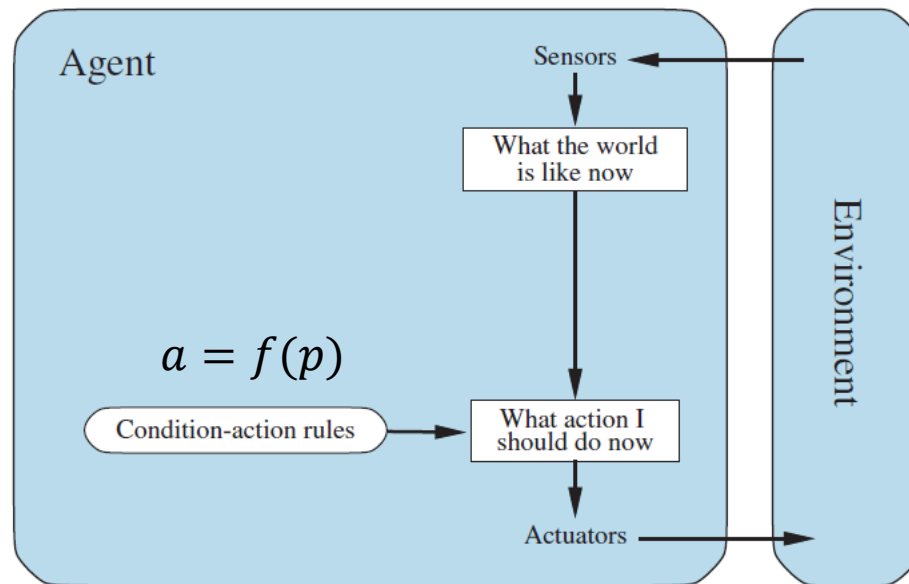 Agent
Sensors
What the world
is like now
Environment
a = f(p)
Condition-action rules
What action I
should do now
Actuators